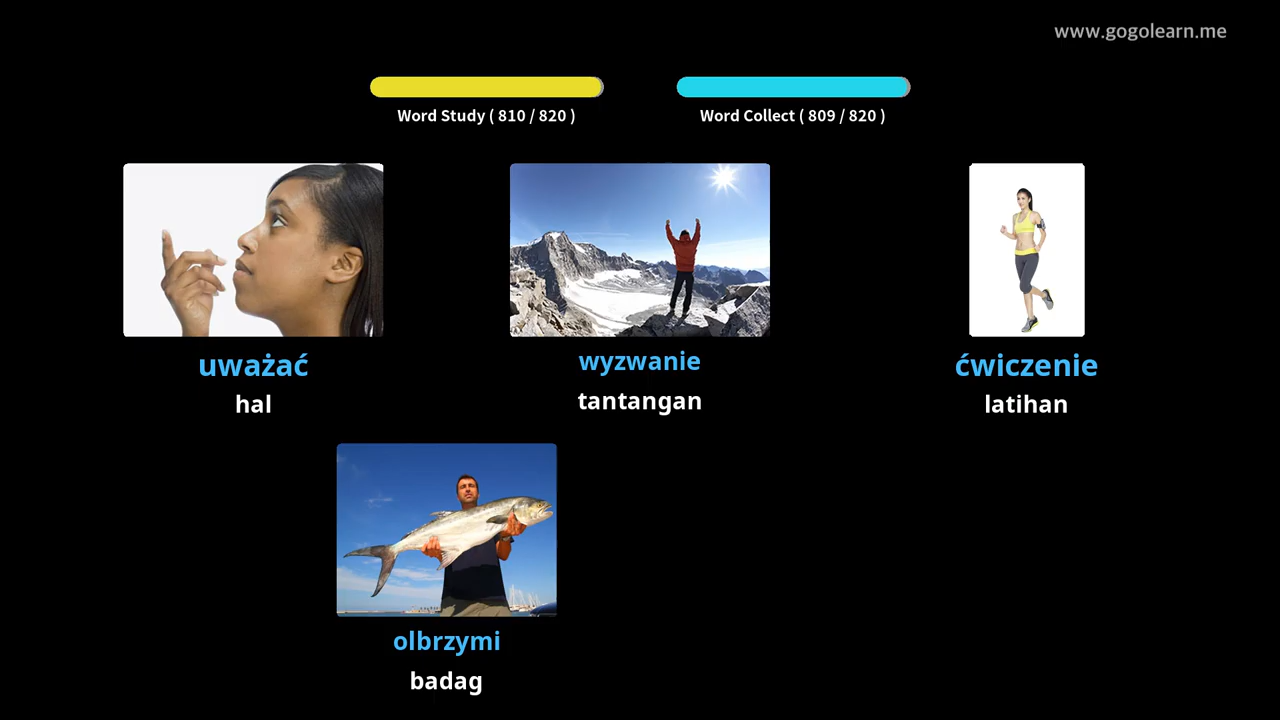 www.gogolearn.me
Word Study ( 810 / 820 )
Word Collect ( 809 / 820 )
uważać
hal
wyzwanie
tantangan
ćwiczenie
latihan
olbrzymi
badag